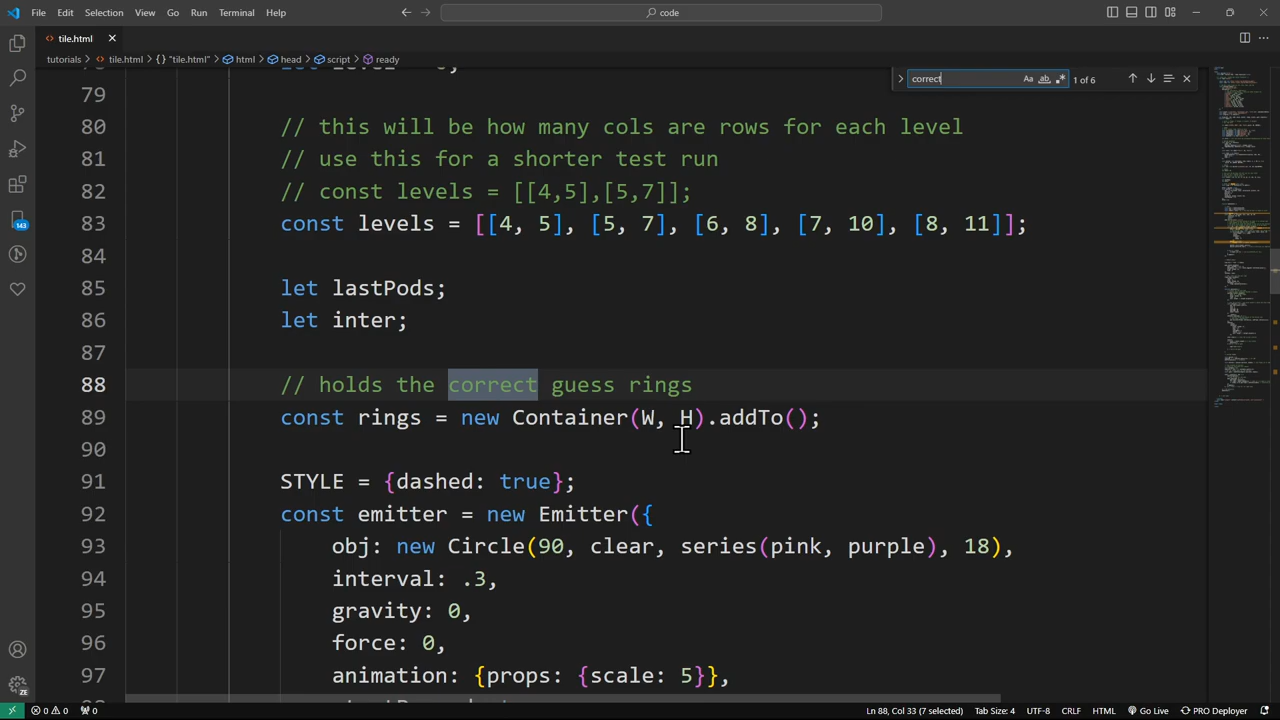 File Edit Selection View Go Run Terminal Help
code
tile.html
tutorials > tile.html > {} "tile.html" > html > head > script > ready
correct
Aa ab .* 1 of 6
79
80 // this will be how many cols are rows for each level
81 // use this for a shorter test run
82 // const levels = [[4,5],[5,7]];
83 const levels = [[4, 5], [5, 7], [6, 8], [7, 10], [8, 11]];
84
85 let lastPods;
86 let inter;
87
88 // holds the correct guess rings
89 const rings = new Container(W, H).addTo();
90
91 STYLE = {dashed: true};
92 const emitter = new Emitter({
93 obj: new Circle(90, clear, series(pink, purple), 18),
94 interval: .3,
95 gravity: 0,
96 force: 0,
97 animation: {props: {scale: 5}},
143
ZE
0 0 0 Ln 88, Col 33 (7 selected) Tab Size: 4 UTF-8 CRLF HTML Go Live PRO Deployer